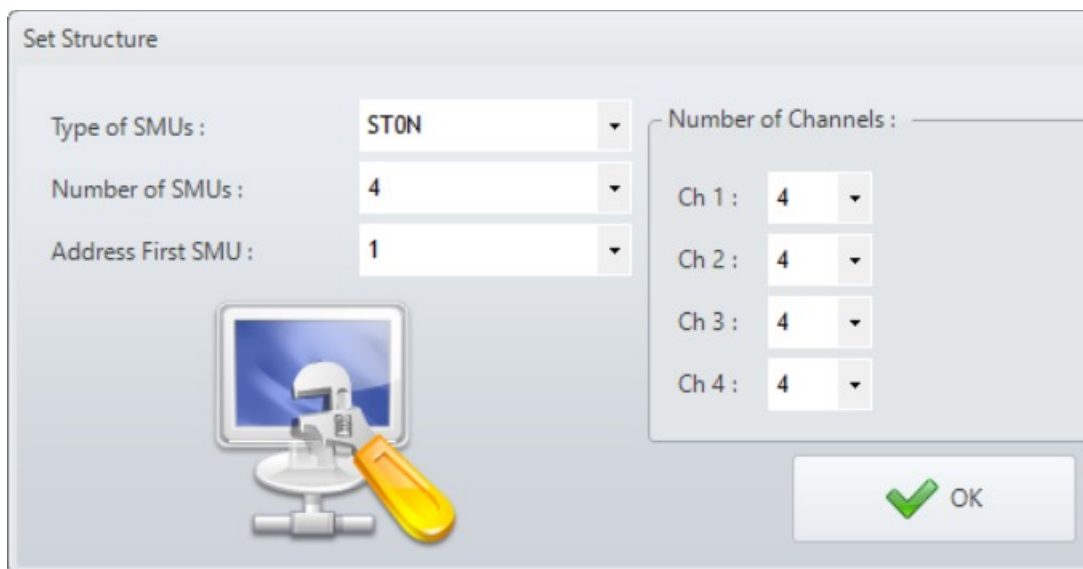 Set Structure
Type of SMUs : STON
Number of SMUs : 4
Address First SMU : 1
Number of Channels :
Ch 1 : 4
Ch 2 : 4
Ch 3 : 4
Ch 4 : 4
OK